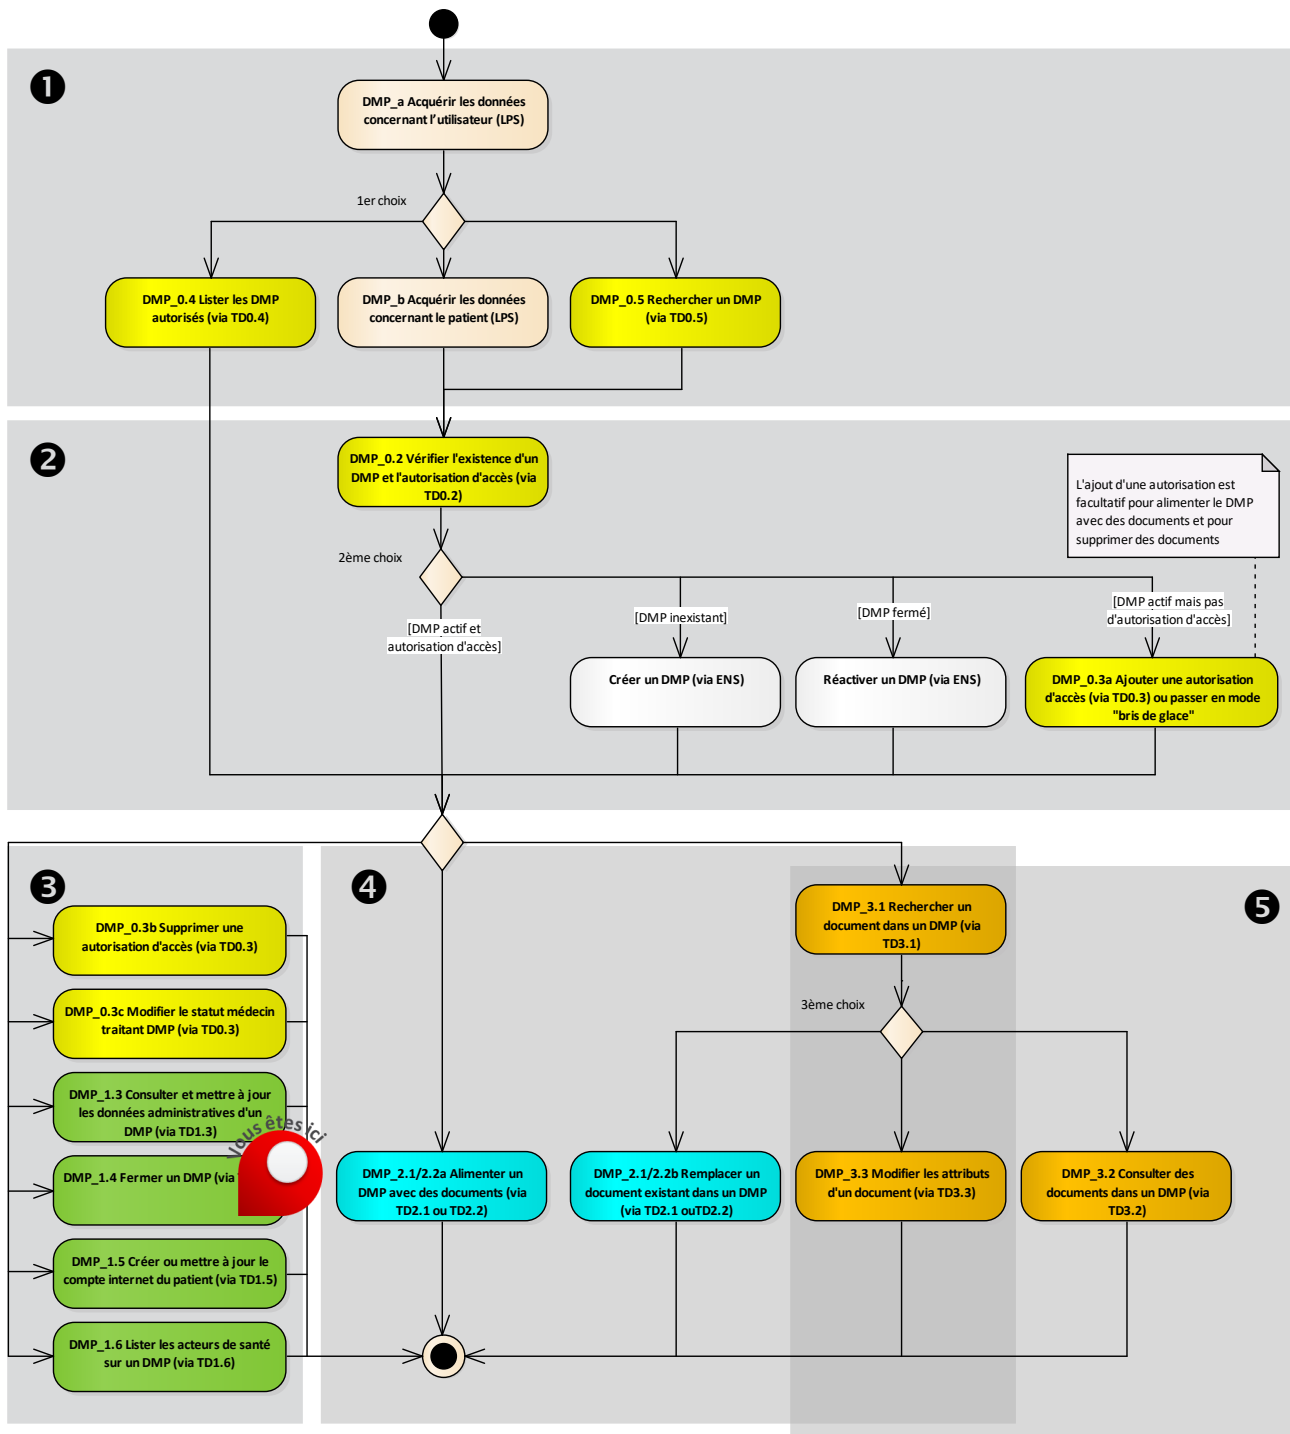 ❶
DMP_a Acquérir les données
concernant l'utilisateur (LPS)
1er choix
DMP_0.4 Lister les DMP
autorisés (via TD0.4)
DMP_b Acquérir les données
concernant le patient (LPS)
DMP_0.5 Rechercher un DMP
(via TD0.5)
❷
DMP_0.2 Vérifier l'existence d'un
DMP et l'autorisation d'accès (via
TD0.2)
L'ajout d'une autorisation est
facultatif pour alimenter le DMP
avec des documents et pour
supprimer des documents
2ème choix
[DMP actif et
autorisation d'accès]
[DMP inexistant]
[DMP fermé]
[DMP actif mais pas
d'autorisation d'accès]
Créer un DMP (via ENS)
Réactiver un DMP (via ENS)
DMP_0.3a Ajouter une autorisation
d'accès (via TD0.3) ou passer en mode
"bris de glace"
❸
DMP_0.3b Supprimer une
autorisation d'accès (via TD0.3)
DMP_0.3c Modifier le statut médecin
traitant DMP (via TD0.3)
DMP_1.3 Consulter et mettre à jour
les données administratives d'un
DMP (via TD1.3)
Vous êtes ici
DMP_1.4 Fermer un DMP (via
DMP_1.5 Créer ou mettre à jour le
compte internet du patient (via TD1.5)
DMP_1.6 Lister les acteurs de santé
sur un DMP (via TD1.6)
❹
❺
DMP_3.1 Rechercher un
document dans un DMP (via
TD3.1)
3ème choix
DMP_2.1/2.2a Alimenter un
DMP avec des documents (via
TD2.1 ou TD2.2)
DMP_2.1/2.2b Remplacer un
document existant dans un DMP
(via TD2.1 ouTD2.2)
DMP_3.3 Modifier les attributs
d'un document (via TD3.3)
DMP_3.2 Consulter des
documents dans un DMP (via
TD3.2)